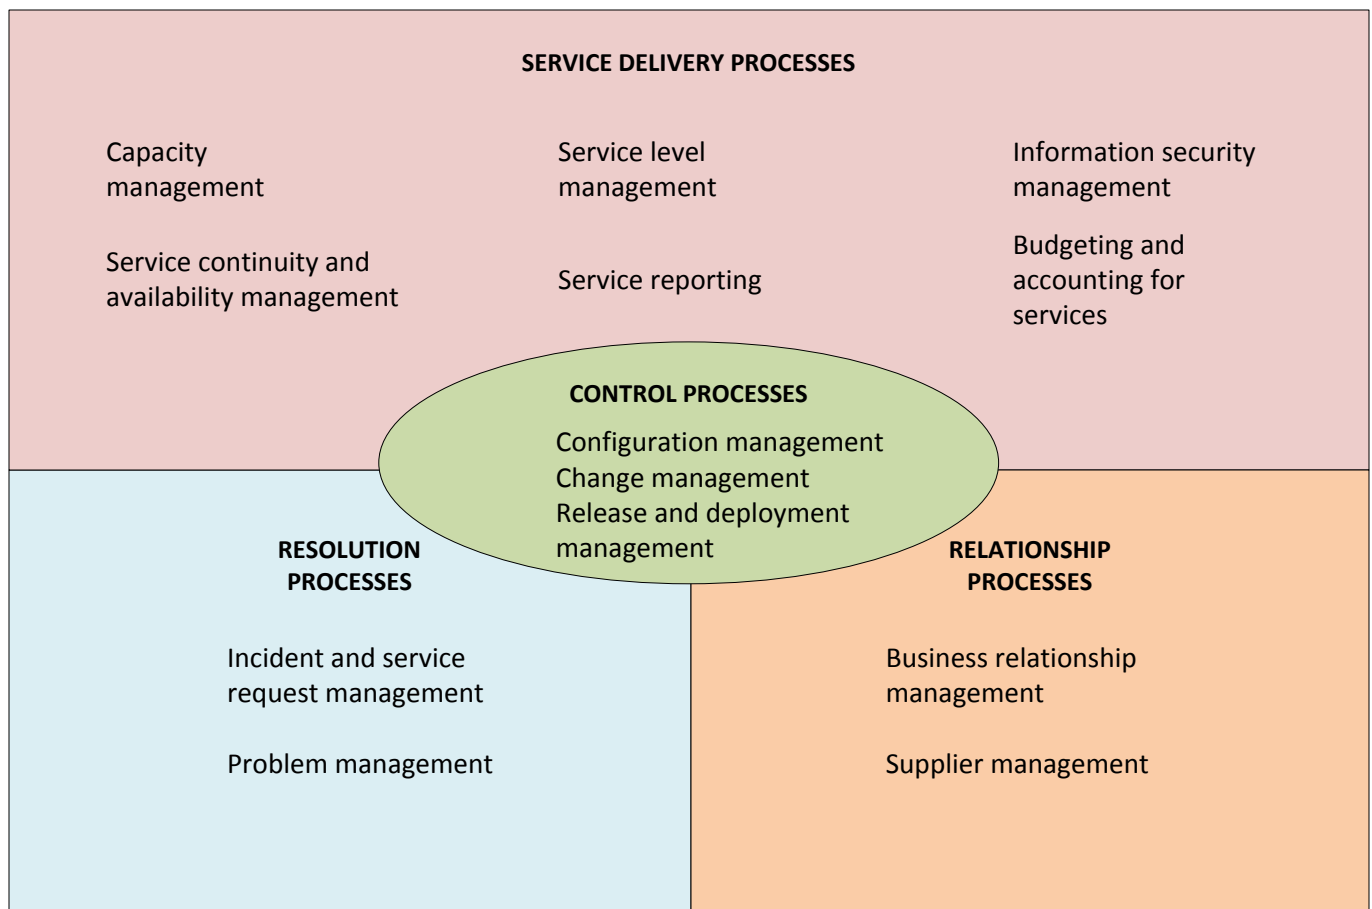 SERVICE DELIVERY PROCESSES
Capacity
management
Service level
management
Information security
management
Service continuity and
availability management
Service reporting
Budgeting and
accounting for
services
CONTROL PROCESSES
Configuration management
Change management
Release and deployment
management
RESOLUTION
PROCESSES
Incident and service
request management
Problem management
RELATIONSHIP
PROCESSES
Business relationship
management
Supplier management